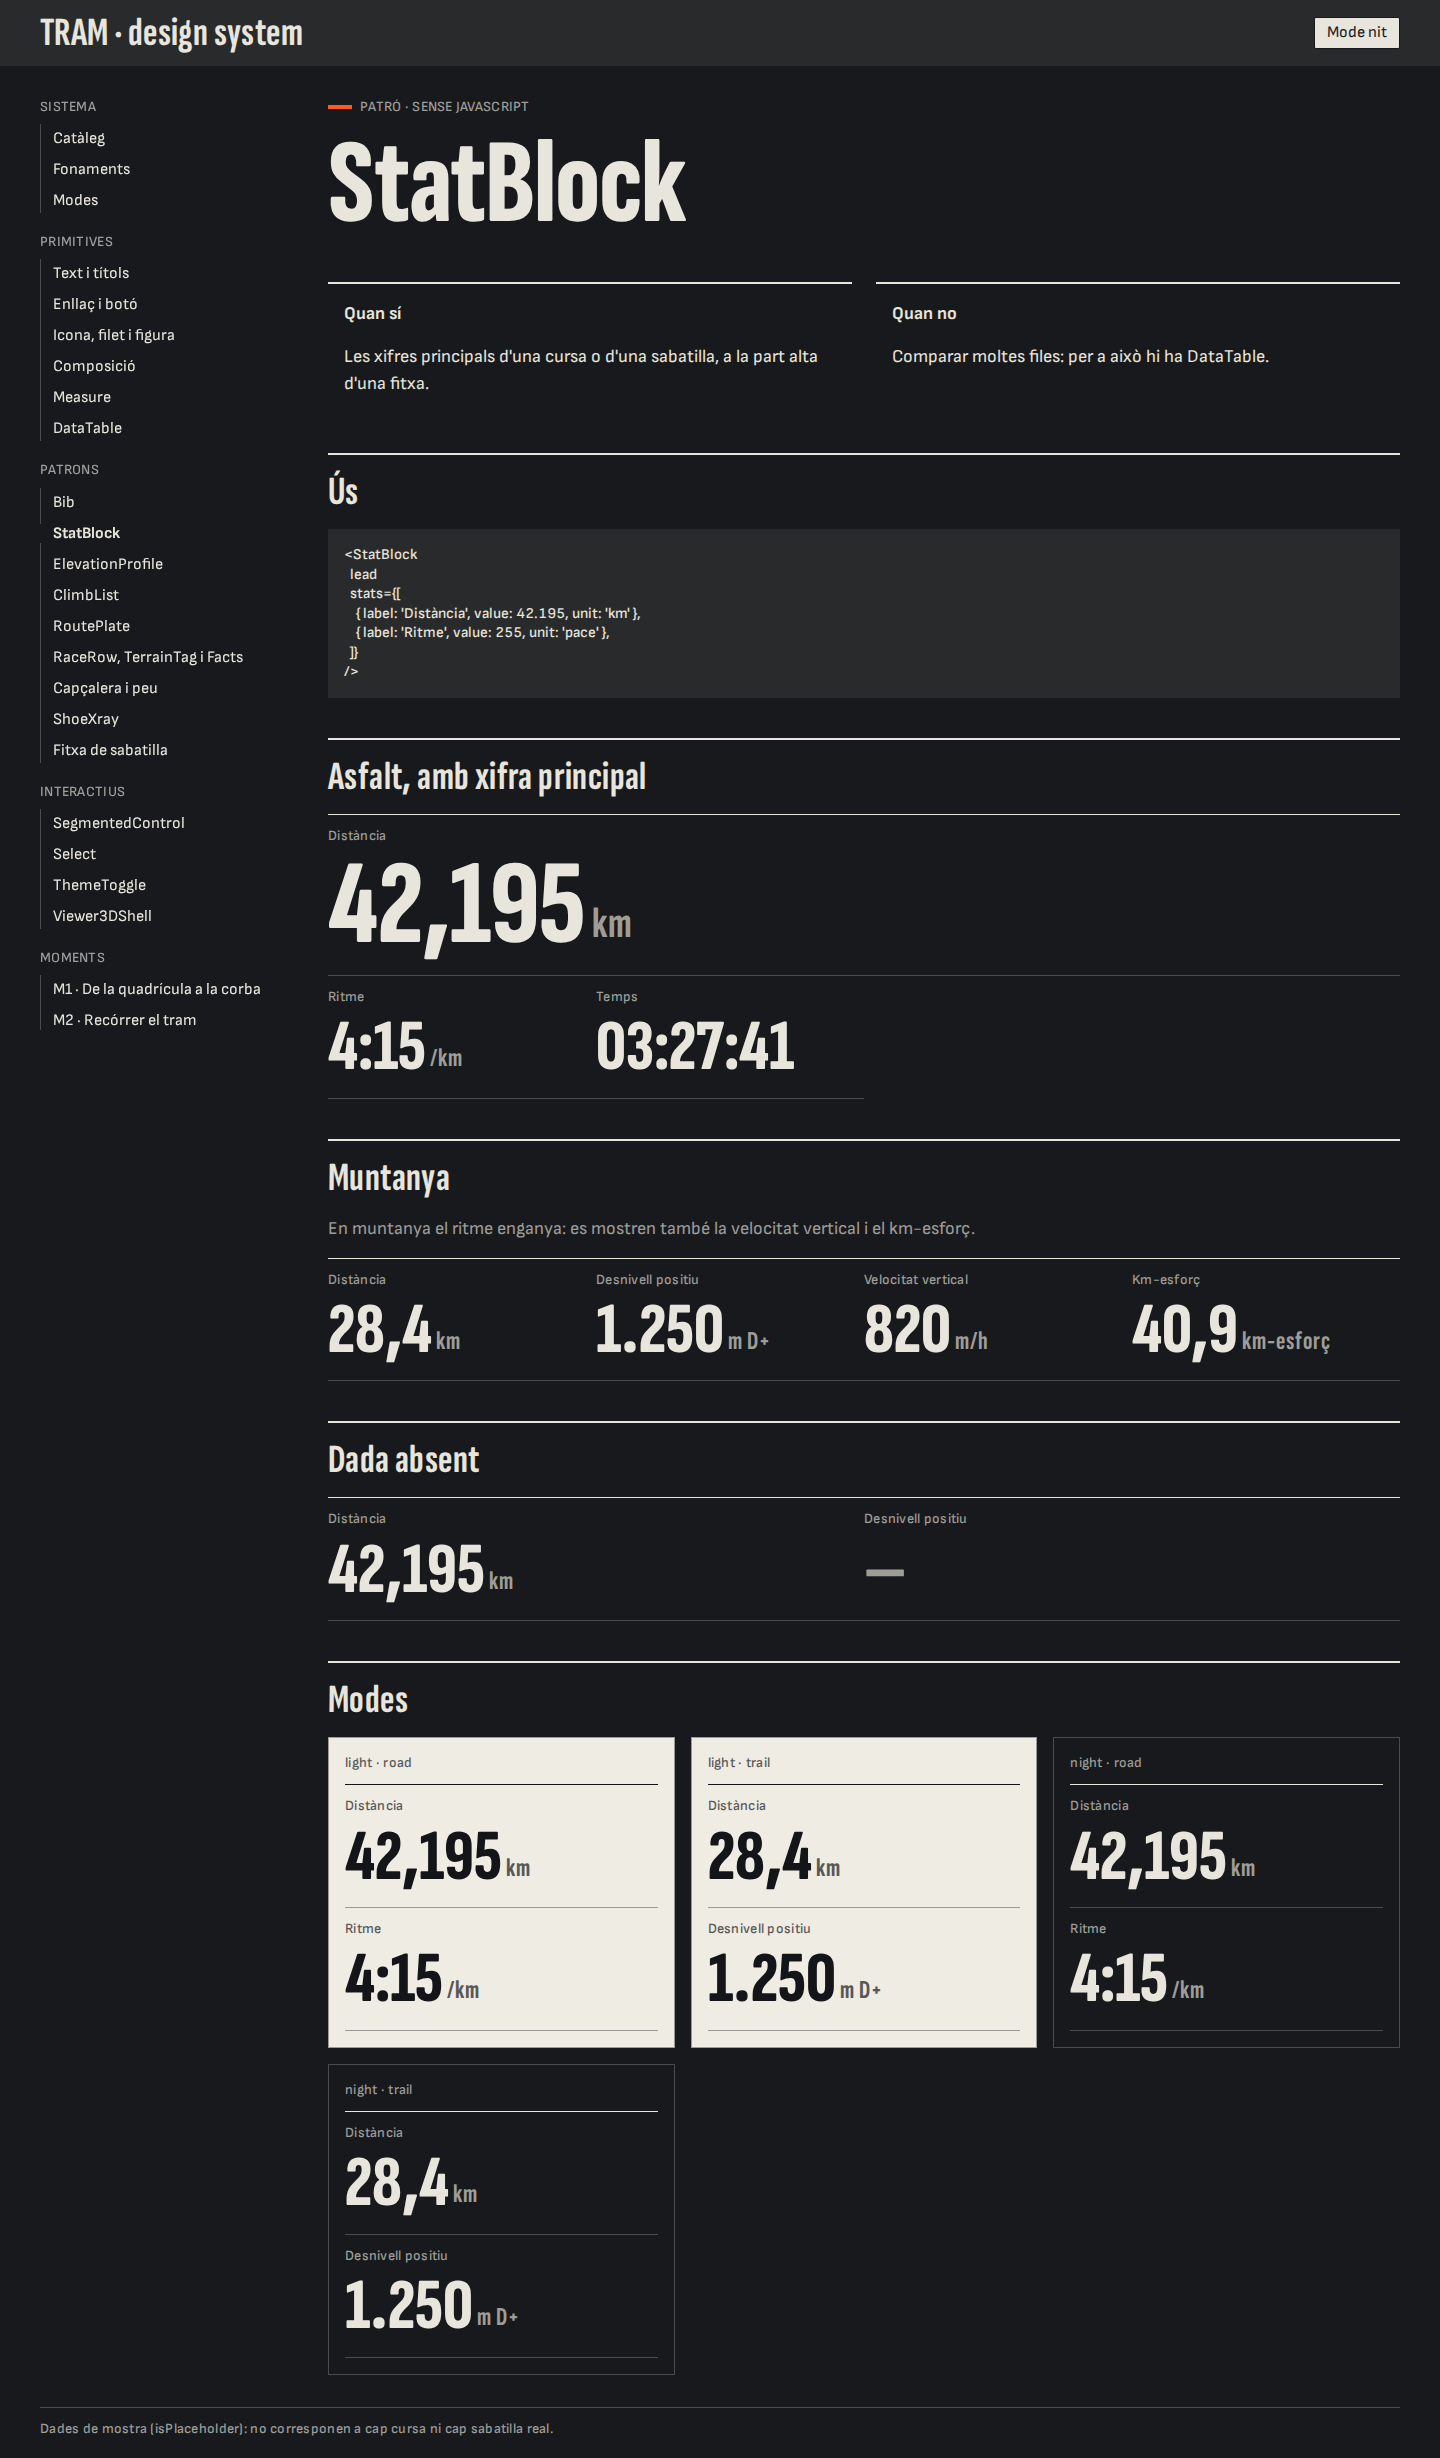 TRAM · design system
Mode nit
SISTEMA
Catàleg
Fonaments
Modes
PRIMITIVES
Text i títols
Enllaç i botó
Icona, filet i figura
Composició
Measure
DataTable
PATRONS
Bib
StatBlock
ElevationProfile
ClimbList
RoutePlate
RaceRow, TerrainTag i Facts
Capçalera i peu
ShoeXray
Fitxa de sabatilla
INTERACTIUS
SegmentedControl
Select
ThemeToggle
Viewer3DShell
MOMENTS
M1 · De la quadrícula a la corba
M2 · Recórrer el tram
PATRÓ · SENSE JAVASCRIPT
StatBlock
Quan sí
Les xifres principals d'una cursa o d'una sabatilla, a la part alta
d'una fitxa.
Quan no
Comparar moltes files: per a això hi ha DataTable.
Ús
<StatBlock
lead
stats={[
{ label: 'Distància', value: 42.195, unit: 'km' },
{ label: 'Ritme', value: 255, unit: 'pace' },
]}
/>
Asfalt, amb xifra principal
Distància
42,195 km
Ritme
4:15 /km
Temps
03:27:41
Muntanya
En muntanya el ritme enganya: es mostren també la velocitat vertical i el km-esforç.
Distància
28,4 km
Desnivell positiu
1.250 m D+
Velocitat vertical
820 m/h
Km-esforç
40,9 km-esforç
Dada absent
Distància
42,195 km
Desnivell positiu
—
Modes
light · road
Distància
42,195 km
Ritme
4:15 /km
light · trail
Distància
28,4 km
Desnivell positiu
1.250 m D+
night · road
Distància
42,195 km
Ritme
4:15 /km
night · trail
Distància
28,4 km
Desnivell positiu
1.250 m D+
Dades de mostra (isPlaceholder): no corresponen a cap cursa ni cap sabatilla real.